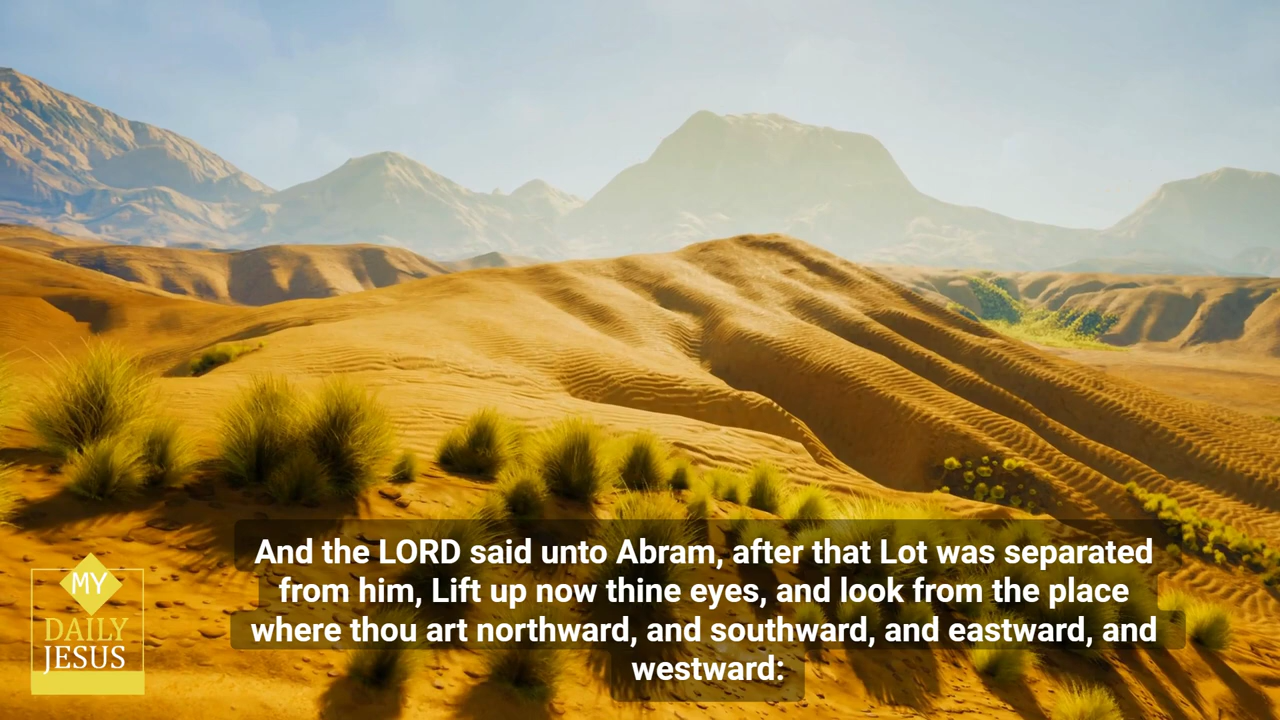 And the LORD said unto Abram, after that Lot was separated
from him, Lift up now thine eyes, and look from the place
where thou art northward, and southward, and eastward, and
westward:
MY
DAILY
JESUS